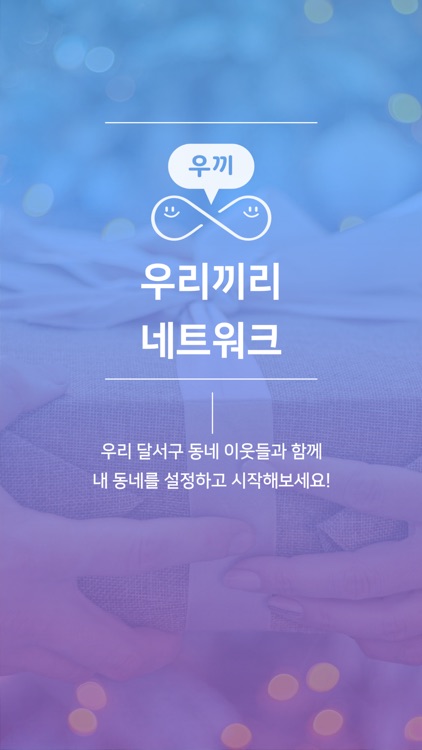 우끼
우리끼리
네트워크
우리 달서구 동네 이웃들과 함께
내 동네를 설정하고 시작해보세요!